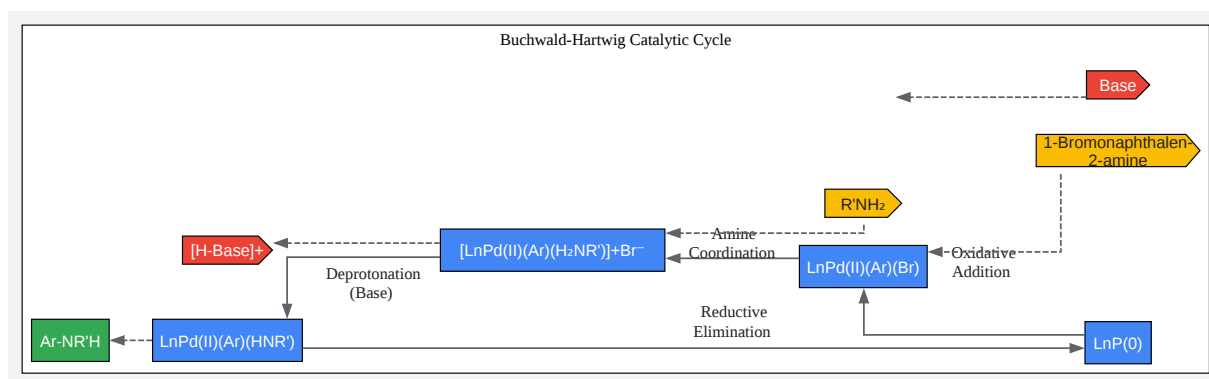 Buchwald-Hartwig Catalytic Cycle
Base
1-Bromonaphthalen-
2-amine
R'NH₂
[H-Base]+
[LnPd(II)(Ar)(H₂NR')]+Br⁻
Amine
Coordination
LnPd(II)(Ar)(Br)
Oxidative
Addition
Deprotonation
(Base)
Reductive
Elimination
Ar-NR'H
LnPd(II)(Ar)(HNR')
LnP(0)